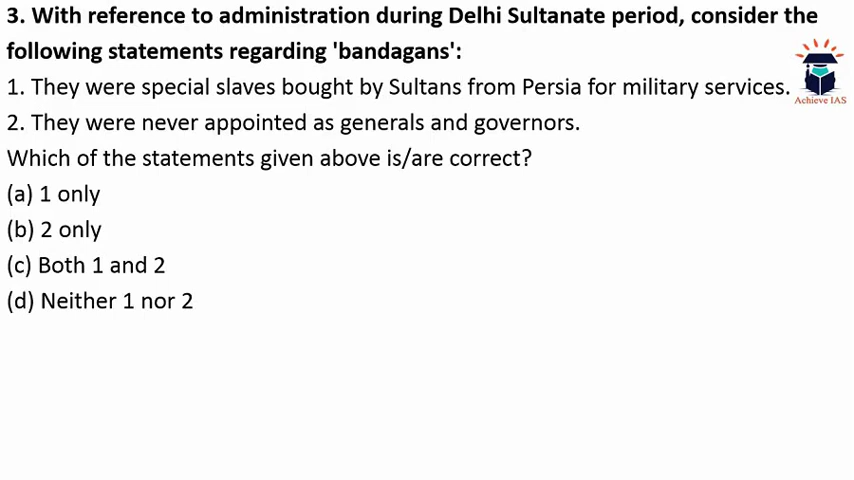 3. With reference to administration during Delhi Sultanate period, consider the
following statements regarding 'bandagans':
1. They were special slaves bought by Sultans from Persia for military services.
2. They were never appointed as generals and governors.
Which of the statements given above is/are correct?
(a) 1 only
(b) 2 only
(c) Both 1 and 2
(d) Neither 1 nor 2
Achieve IAS